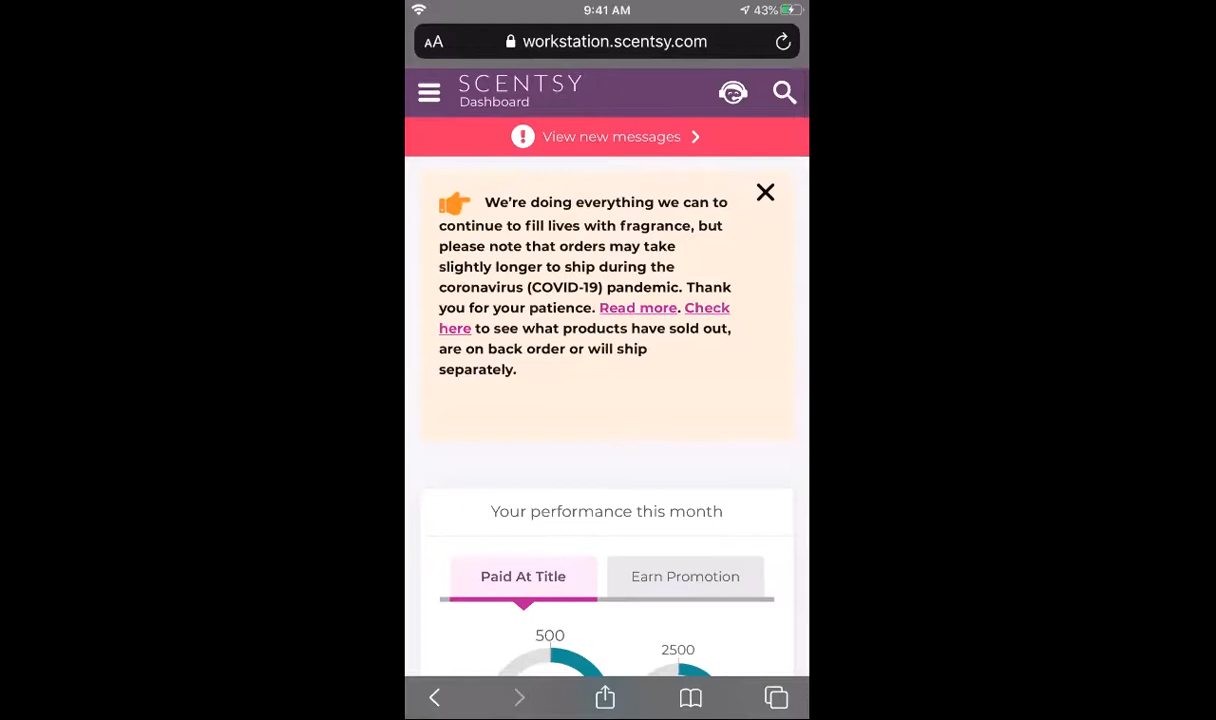 9:41 AM
43%
AA
workstation.scentsy.com
SCENTSY
Dashboard
View new messages
We’re doing everything we can to
continue to fill lives with fragrance, but
please note that orders may take
slightly longer to ship during the
coronavirus (COVID-19) pandemic. Thank
you for your patience. Read more. Check
here to see what products have sold out,
are on back order or will ship
separately.
Your performance this month
Paid At Title
Earn Promotion
500
2500